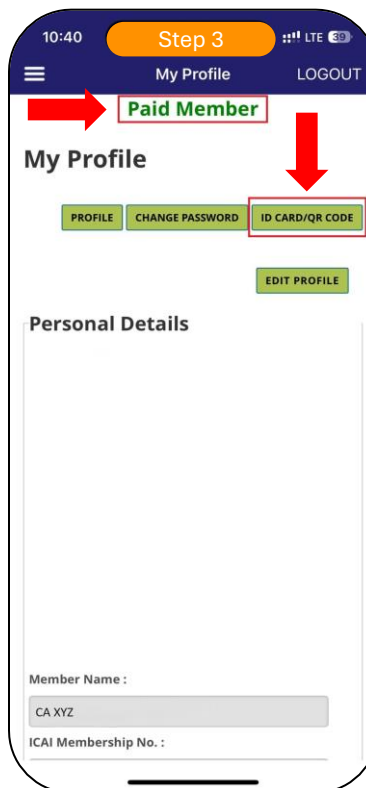 10:40 Step 3 LTE 39
My Profile LOGOUT
Paid Member
My Profile
PROFILE CHANGE PASSWORD ID CARD/QR CODE
EDIT PROFILE
Personal Details
Member Name :
CA XYZ
ICAI Membership No. :